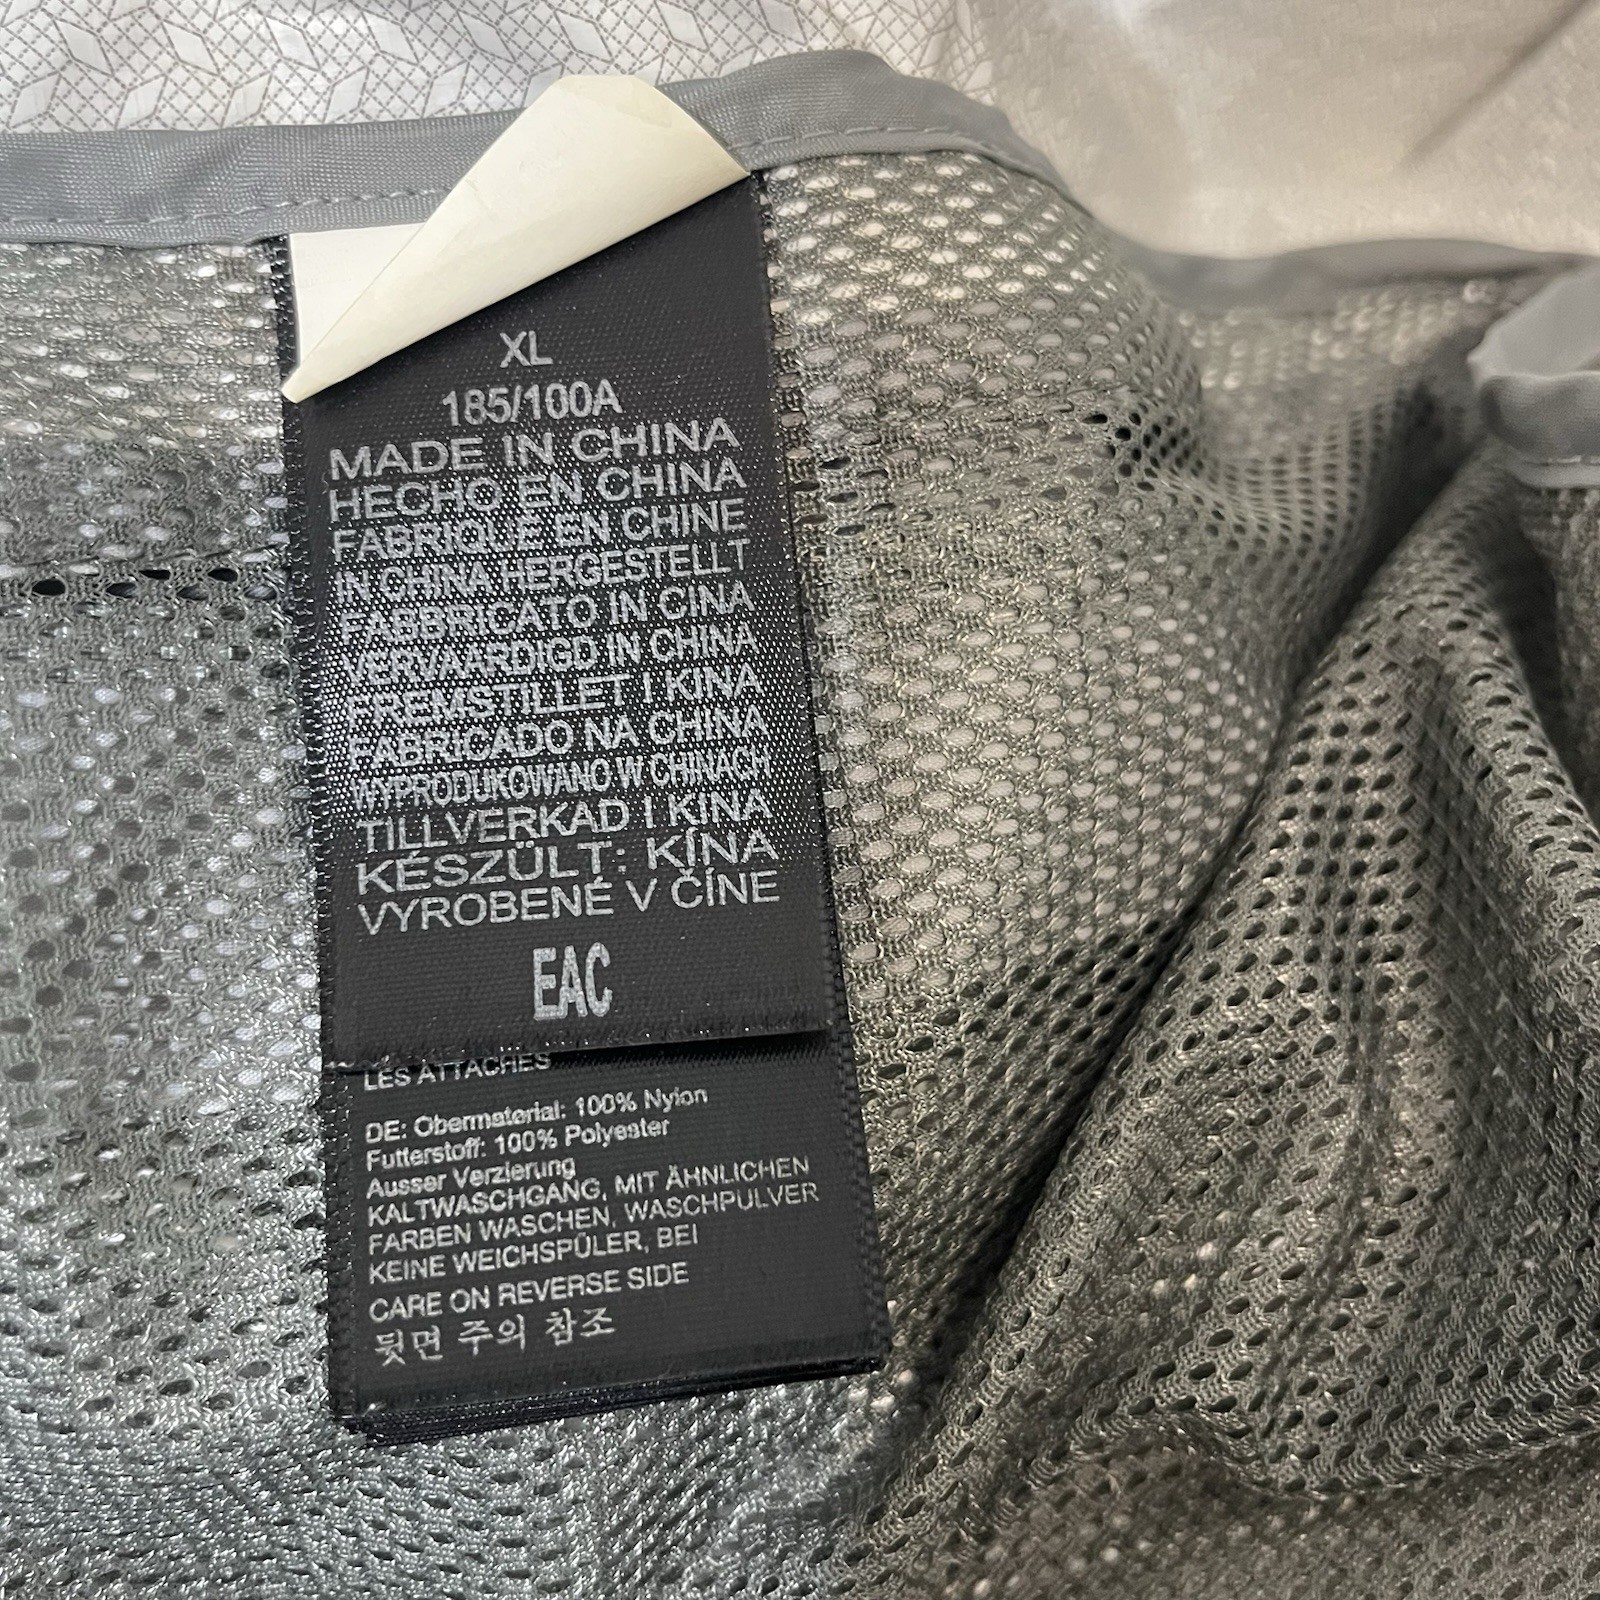 XL
185/100A
MADE IN CHINA
HECHO EN CHINA
FABRIQUE EN CHINE
IN CHINA HERGESTELLT
FABBRICATO IN CINA
VERVAARDIGD IN CHINA
FREMSTILLET I KINA
FABRICADO NA CHINA
WYPRODUKOWANO W CHINACH
TILLVERKAD I KINA
KÉSZÜLT: KÍNA
VYROBENÉ V ČÍNE
EAC
LES ATTACHES
DE: Obermaterial: 100% Nylon
Futterstoff: 100% Polyester
Ausser Verzierung
KALTWASCHGANG, MIT ÄHNLICHEN
FARBEN WASCHEN, WASCHPULVER
KEINE WEICHSPÜLER, BEI
CARE ON REVERSE SIDE
뒷면 주의 참조